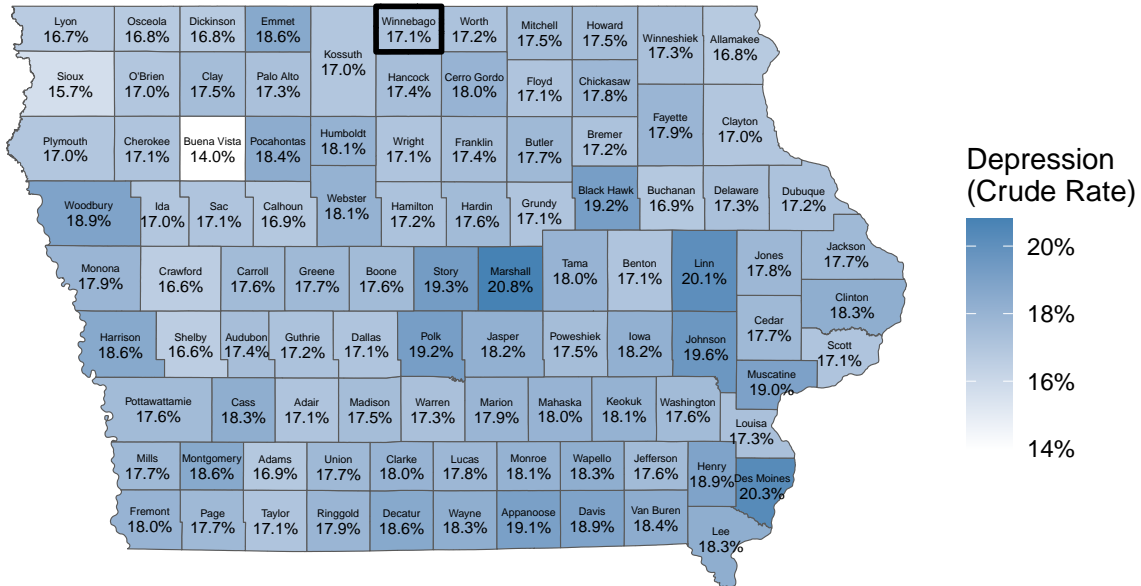 Lyon
16.7%
Osceola
16.8%
Dickinson
16.8%
Emmet
18.6%
Winnebago
17.1%
Worth
17.2%
Mitchell
17.5%
Howard
17.5%
Winneshiek
17.3%
Allamakee
16.8%
Kossuth
17.0%
Sioux
15.7%
O'Brien
17.0%
Clay
17.5%
Palo Alto
17.3%
Hancock
17.4%
Cerro Gordo
18.0%
Floyd
17.1%
Chickasaw
17.8%
Fayette
17.9%
Clayton
17.0%
Plymouth
17.0%
Cherokee
17.1%
Buena Vista
14.0%
Pocahontas
18.4%
Humboldt
18.1%
Wright
17.1%
Franklin
17.4%
Butler
17.7%
Bremer
17.2%
Woodbury
18.9%
Ida
17.0%
Sac
17.1%
Calhoun
16.9%
Webster
18.1%
Hamilton
17.2%
Hardin
17.6%
Grundy
17.1%
Black Hawk
19.2%
Buchanan
16.9%
Delaware
17.3%
Dubuque
17.2%
Monona
17.9%
Crawford
16.6%
Carroll
17.6%
Greene
17.7%
Boone
17.6%
Story
19.3%
Marshall
20.8%
Tama
18.0%
Benton
17.1%
Linn
20.1%
Jones
17.8%
Jackson
17.7%
Clinton
18.3%
Harrison
18.6%
Shelby
16.6%
Audubon
17.4%
Guthrie
17.2%
Dallas
17.1%
Polk
19.2%
Jasper
18.2%
Poweshiek
17.5%
Iowa
18.2%
Johnson
19.6%
Cedar
17.7%
Scott
17.1%
Muscatine
19.0%
Pottawattamie
17.6%
Cass
18.3%
Adair
17.1%
Madison
17.5%
Warren
17.3%
Marion
17.9%
Mahaska
18.0%
Keokuk
18.1%
Washington
17.6%
Louisa
17.3%
Mills
17.7%
Montgomery
18.6%
Adams
16.9%
Union
17.7%
Clarke
18.0%
Lucas
17.8%
Monroe
18.1%
Wapello
18.3%
Jefferson
17.6%
Henry
18.9%
Des Moines
20.3%
Fremont
18.0%
Page
17.7%
Taylor
17.1%
Ringgold
17.9%
Decatur
18.6%
Wayne
18.3%
Appanoose
19.1%
Davis
18.9%
Van Buren
18.4%
Lee
18.3%
Depression
(Crude Rate)
20%
18%
16%
14%